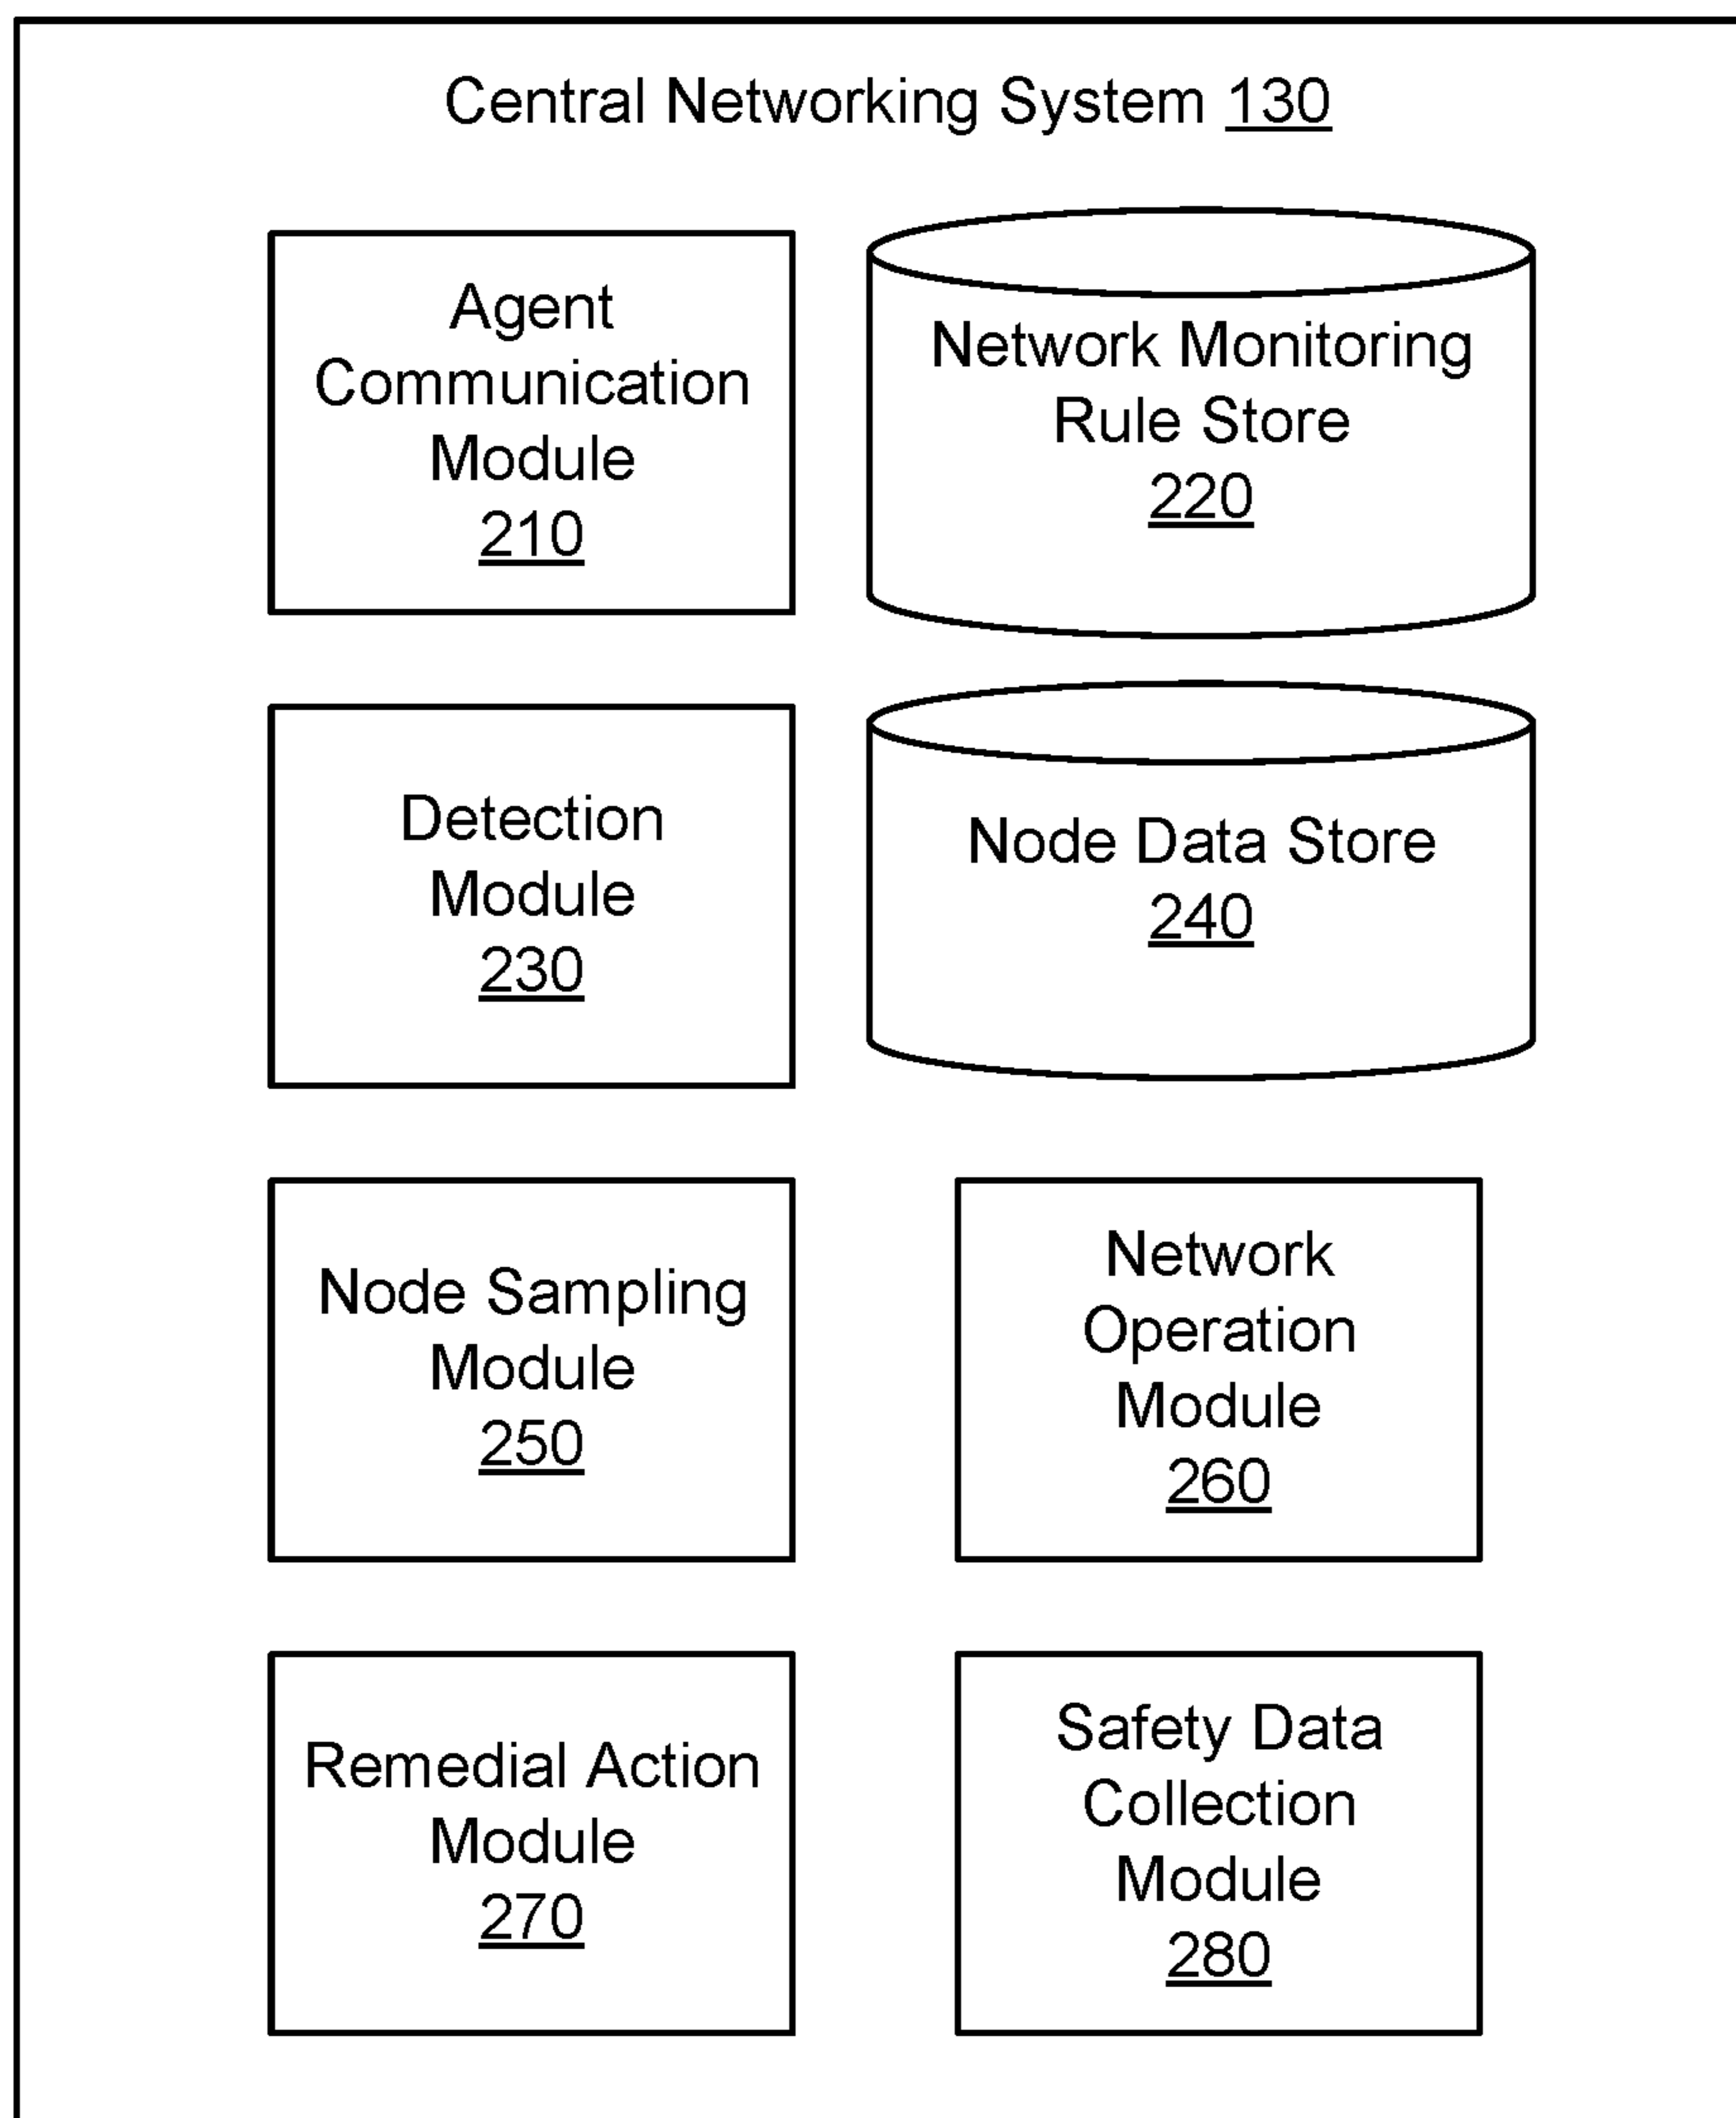 Central Networking System 130
Agent
Communication
Module
210
Network Monitoring
Rule Store
220
Detection
Module
230
Node Data Store
240
Node Sampling
Module
250
Network
Operation
Module
260
Remedial Action
Module
270
Safety Data
Collection
Module
280